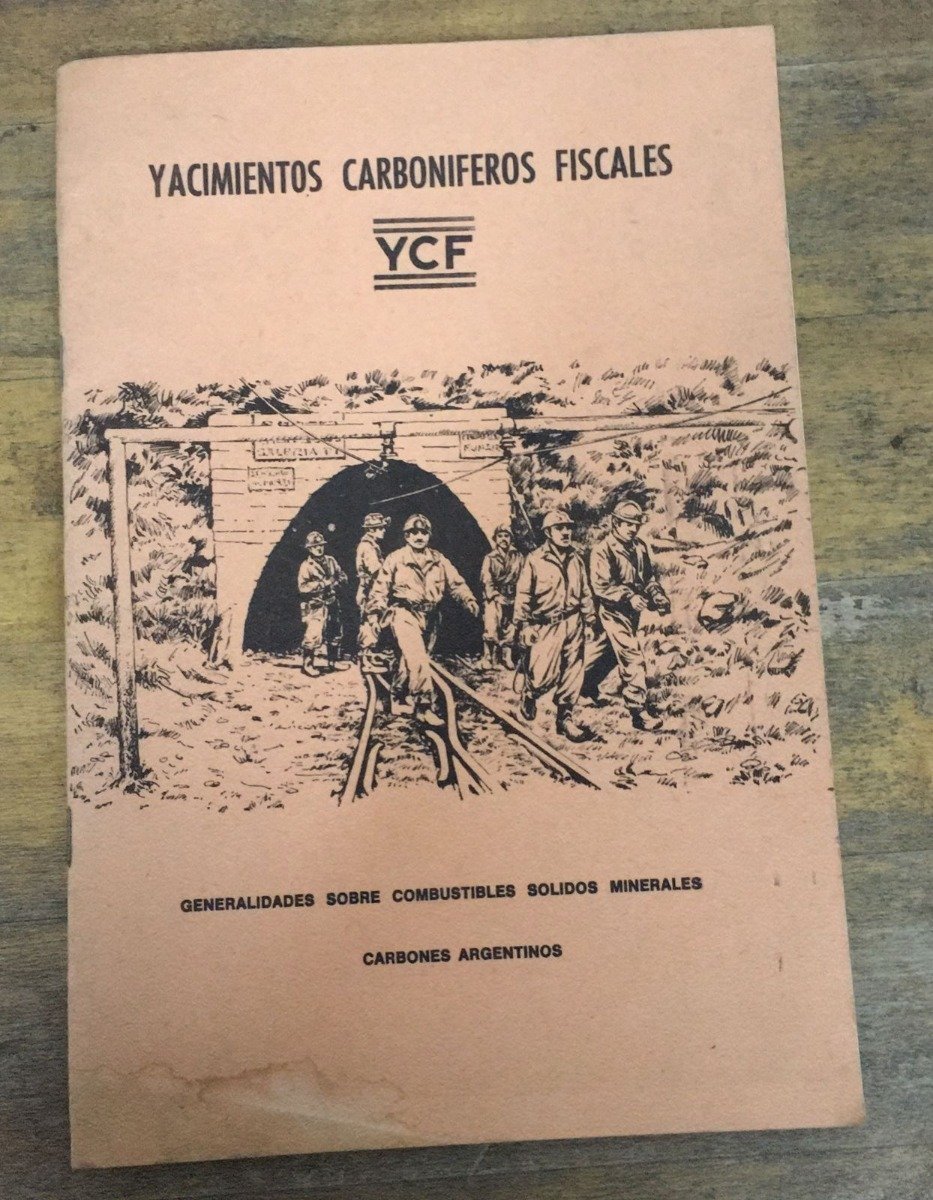 YACIMIENTOS CARBONIFEROS FISCALES
YCF
GENERALIDADES SOBRE COMBUSTIBLES SOLIDOS MINERALES
CARBONES ARGENTINOS